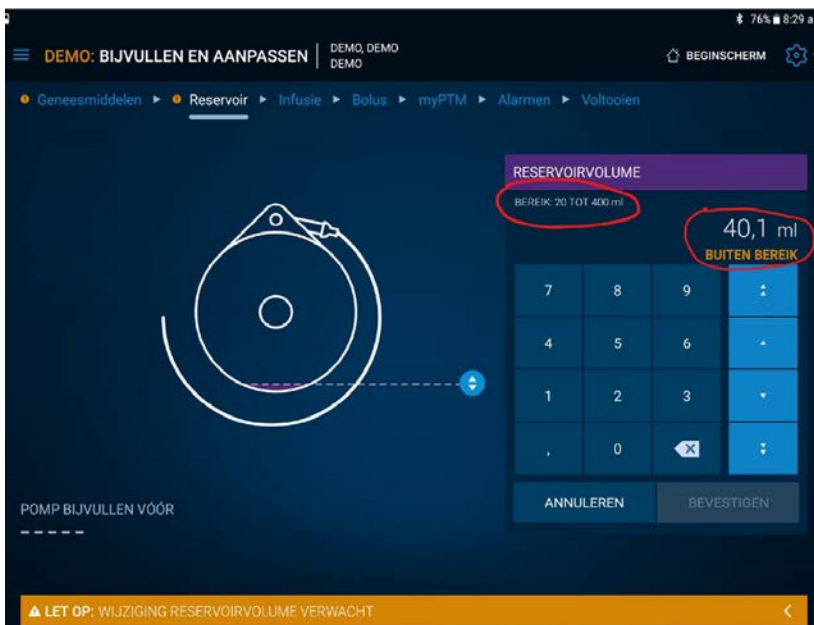 76% 8:29 a
DEMO: BIJVULLEN EN AANPASSEN
DEMO, DEMO
DEMO
BEGINSCHERM
Geneesmiddelen ► Reservoir ► Infusie ► Bolus ► myPTM ► Alarmen ► Voltooien
RESERVOIRVOLUME
BEREIK: 20 TOT 400 ml
40,1 ml
BUITEN BEREIK
7 8 9
4 5 6
1 2 3
, 0
ANNULEREN BEVESTIGEN
POMP BIJVULLEN VÓÓR
– – – – –
LET OP: WIJZIGING RESERVOIRVOLUME VERWACHT